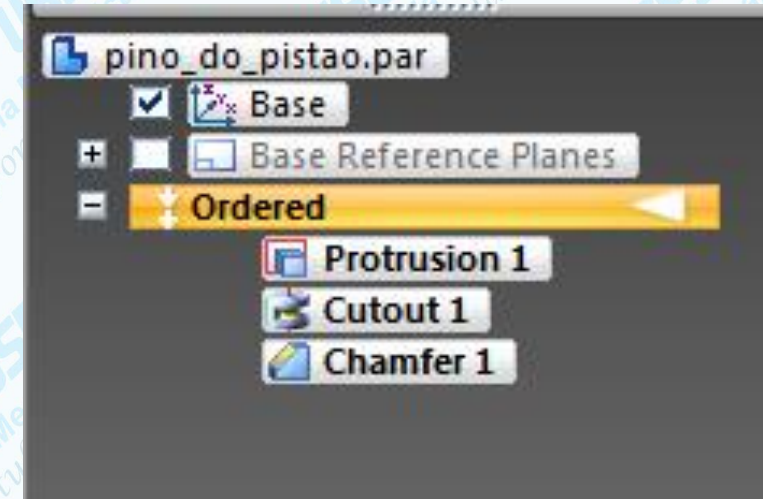 pino_do_pistao.par
Base
Base Reference Planes
Ordered
Protrusion 1
Cutout 1
Chamfer 1